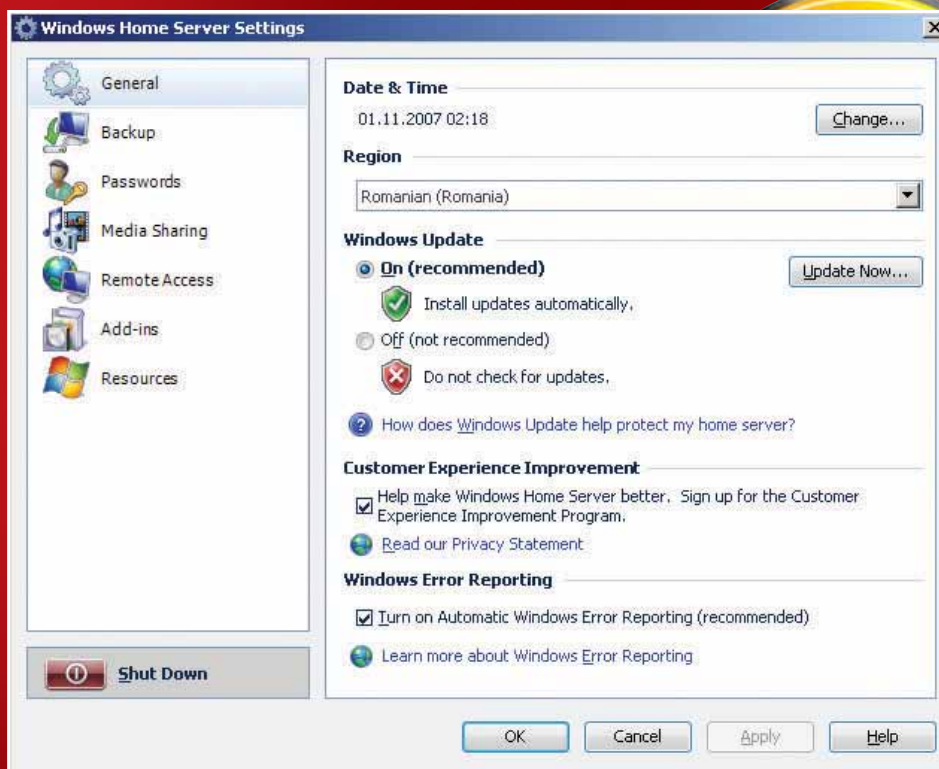 Windows Home Server Settings
General
Backup
Passwords
Media Sharing
Remote Access
Add-ins
Resources
Shut Down
Date & Time
01.11.2007 02:18
Change...
Region
Romanian (Romania)
Windows Update
On (recommended)
Update Now...
Install updates automatically.
Off (not recommended)
Do not check for updates.
How does Windows Update help protect my home server?
Customer Experience Improvement
Help make Windows Home Server better. Sign up for the Customer
Experience Improvement Program.
Read our Privacy Statement
Windows Error Reporting
Turn on Automatic Windows Error Reporting (recommended)
Learn more about Windows Error Reporting
OK
Cancel
Apply
Help